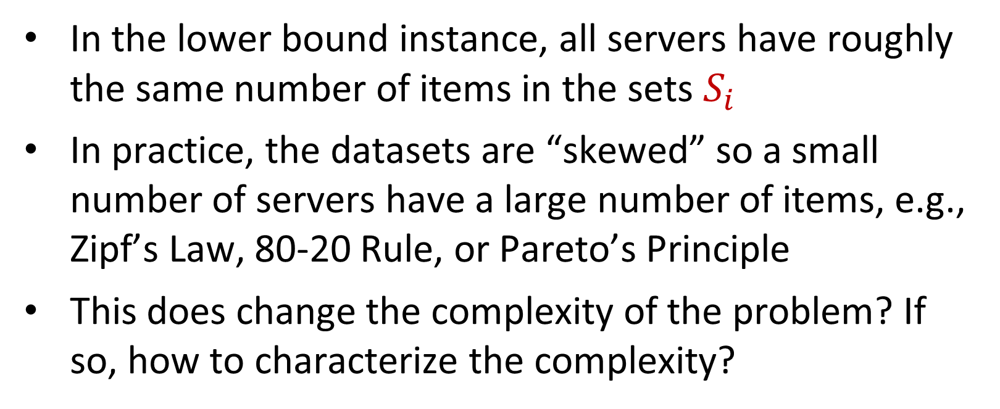 • In the lower bound instance, all servers have roughly
the same number of items in the sets S_i
• In practice, the datasets are “skewed” so a small
number of servers have a large number of items, e.g.,
Zipf’s Law, 80-20 Rule, or Pareto’s Principle
• This does change the complexity of the problem? If
so, how to characterize the complexity?